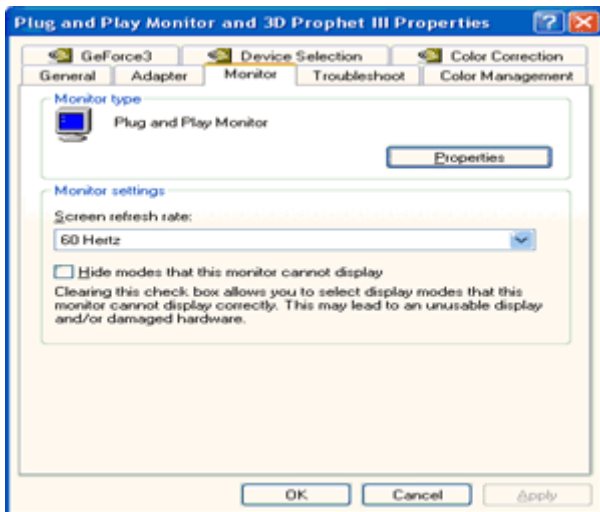 Plug and Play Monitor and 3D Prophet III Properties
GeForce3 Device Selection Color Correction
General Adapter Monitor Troubleshoot Color Management
Monitor type
Plug and Play Monitor
Properties
Monitor settings
Screen refresh rate:
60 Hertz
Hide modes that this monitor cannot display
Clearing this check box allows you to select display modes that this
monitor cannot display correctly. This may lead to an unusable display
and/or damaged hardware.
OK Cancel Apply